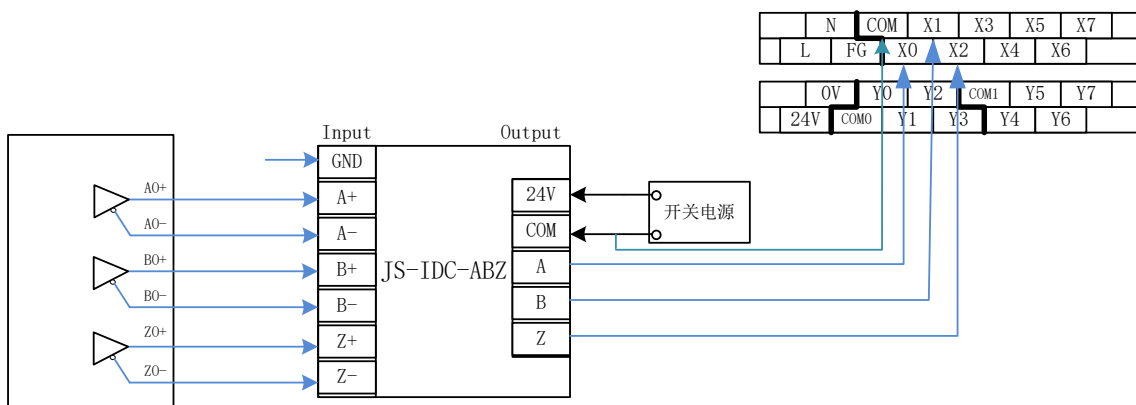 N COM X1 X3 X5 X7
L FG X0 X2 X4 X6
0V Y0 Y2 COM1 Y5 Y7
24V COM0 Y1 Y3 Y4 Y6
Input Output
GND
A0+ A+ 24V 开关电源
A0- A- COM
B0+ B+ JS-IDC-ABZ A
B0- B- B
Z0+ Z+ Z
Z0- Z-